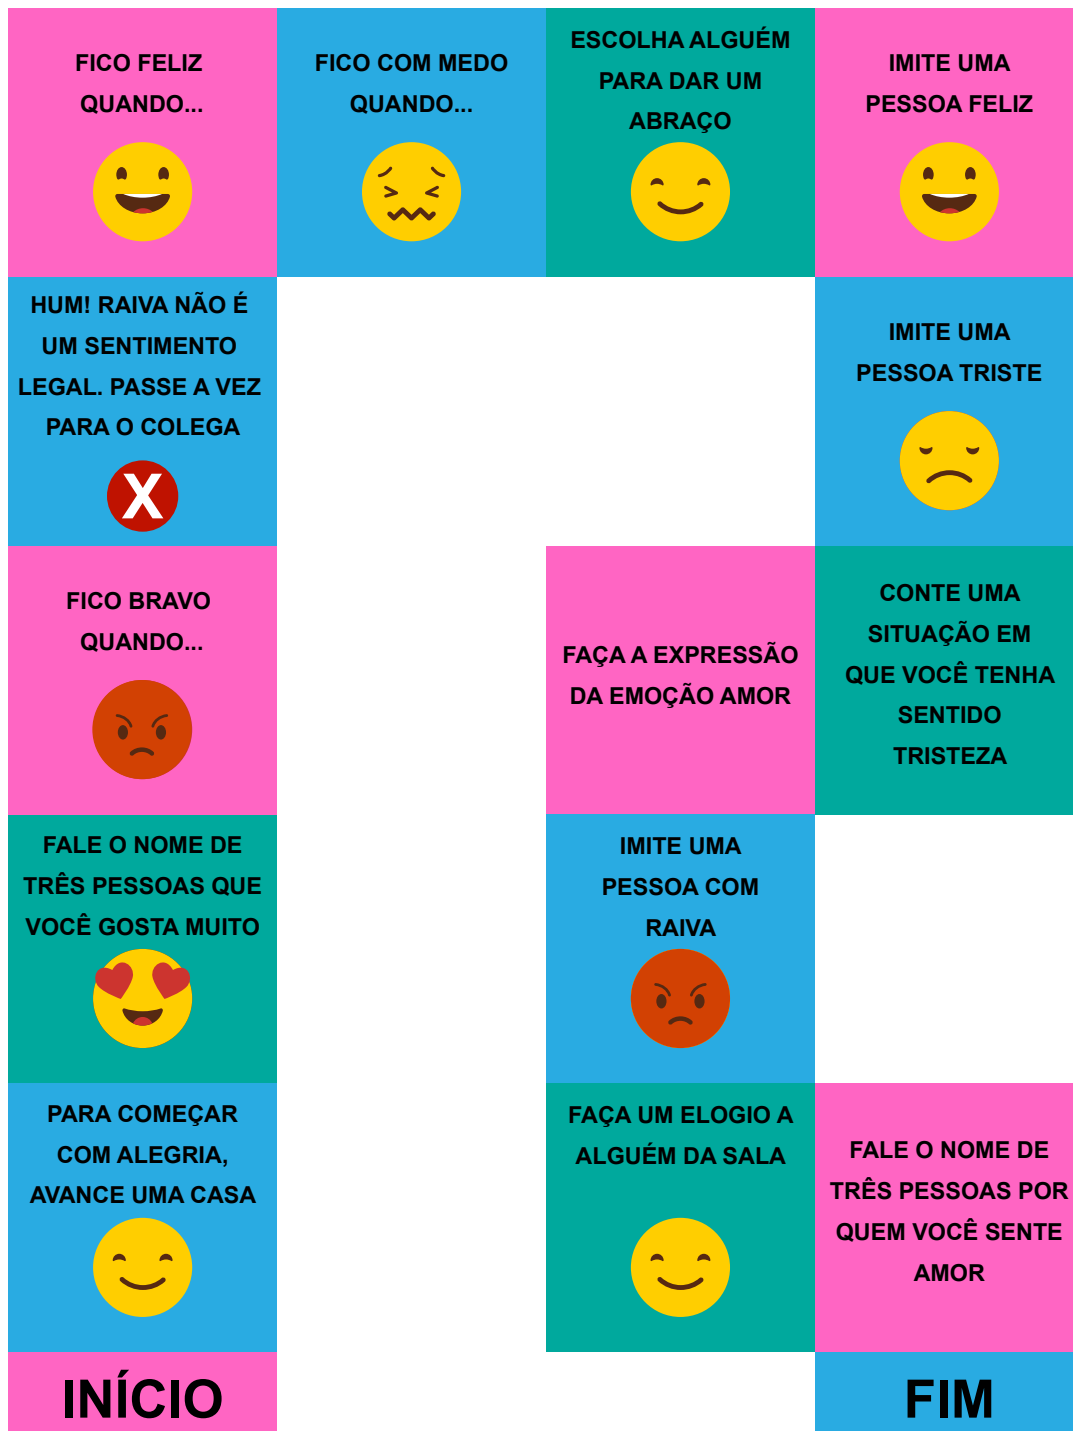 FICO FELIZ
QUANDO...
FICO COM MEDO
QUANDO...
ESCOLHA ALGUÉM
PARA DAR UM
ABRAÇO
IMITE UMA
PESSOA FELIZ
HUM! RAIVA NÃO É
UM SENTIMENTO
LEGAL. PASSE A VEZ
PARA O COLEGA
X
IMITE UMA
PESSOA TRISTE
FICO BRAVO
QUANDO...
FAÇA A EXPRESSÃO
DA EMOÇÃO AMOR
CONTE UMA
SITUAÇÃO EM
QUE VOCÊ TENHA
SENTIDO
TRISTEZA
FALE O NOME DE
TRÊS PESSOAS QUE
VOCÊ GOSTA MUITO
IMITE UMA
PESSOA COM
RAIVA
PARA COMEÇAR
COM ALEGRIA,
AVANCE UMA CASA
FAÇA UM ELOGIO A
ALGUÉM DA SALA
FALE O NOME DE
TRÊS PESSOAS POR
QUEM VOCÊ SENTE
AMOR
INÍCIO
FIM